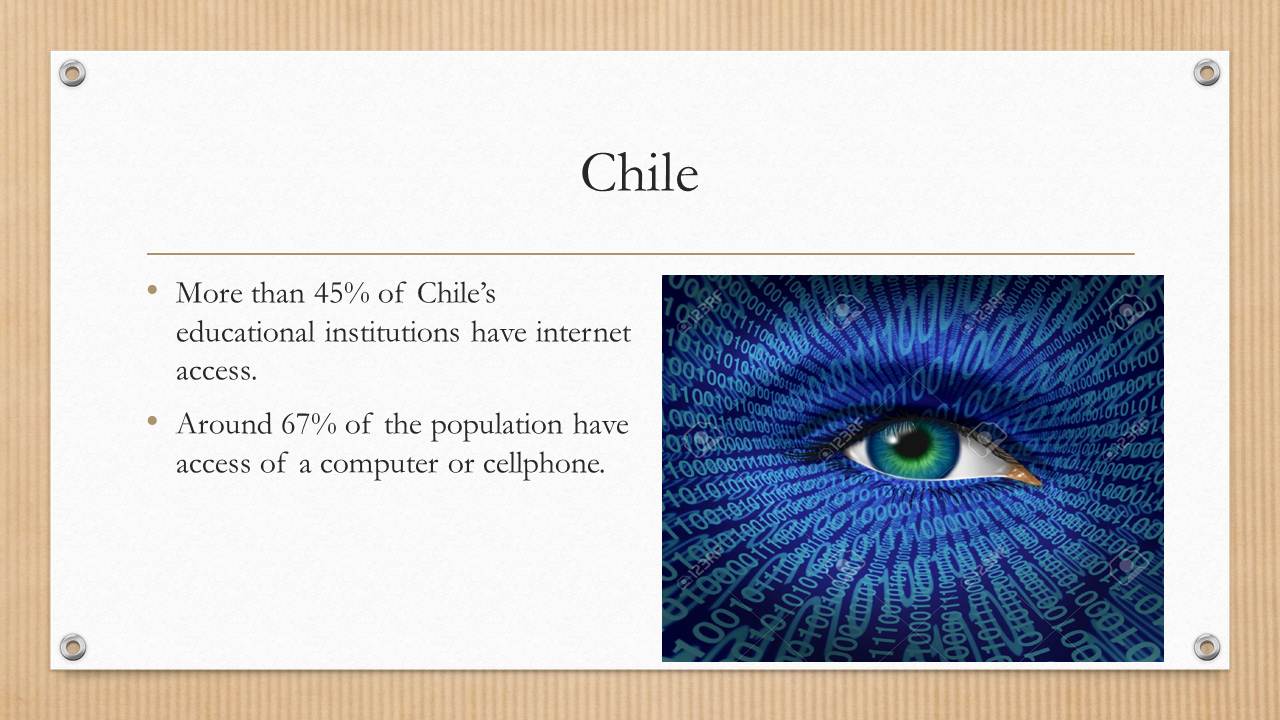 Chile
• More than 45% of Chile’s
educational institutions have internet
access.
• Around 67% of the population have
access of a computer or cellphone.